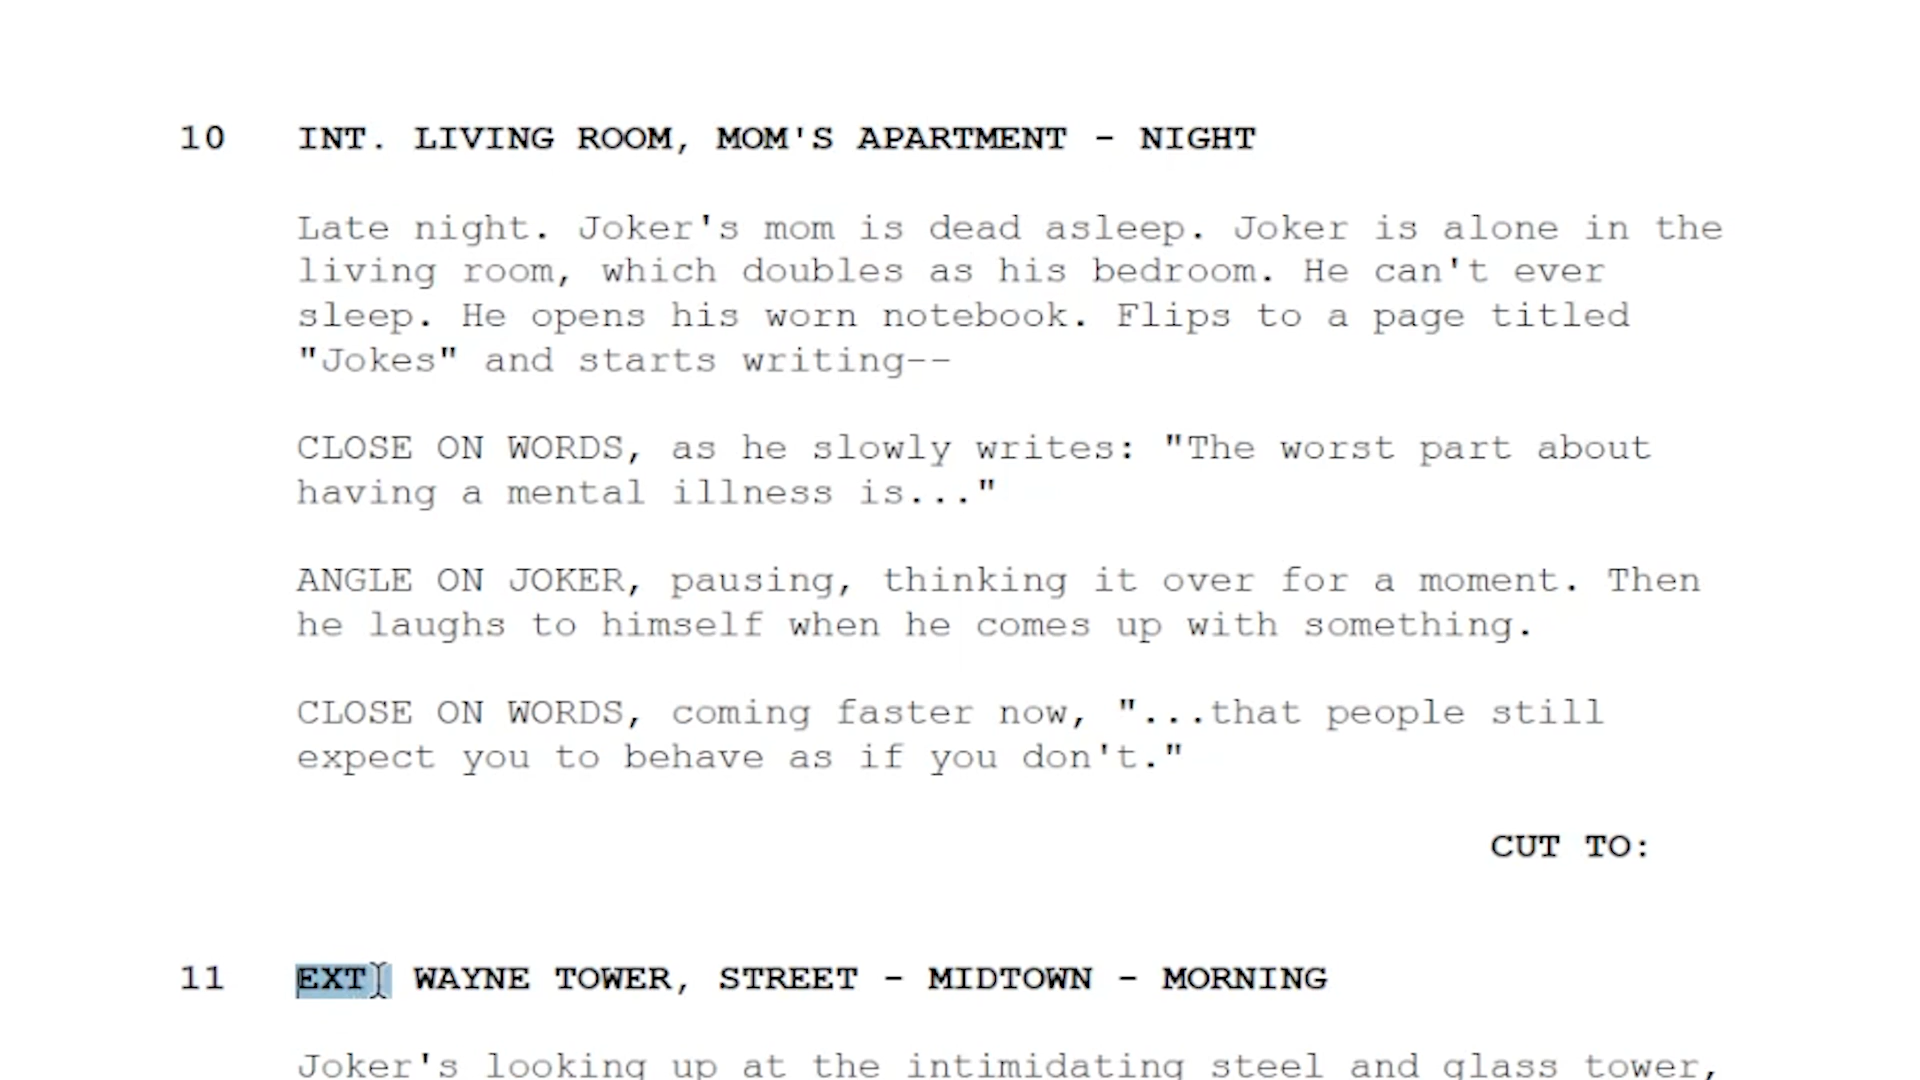 10 INT. LIVING ROOM, MOM'S APARTMENT - NIGHT
Late night. Joker's mom is dead asleep. Joker is alone in the
living room, which doubles as his bedroom. He can't ever
sleep. He opens his worn notebook. Flips to a page titled
"Jokes" and starts writing--
CLOSE ON WORDS, as he slowly writes: "The worst part about
having a mental illness is..."
ANGLE ON JOKER, pausing, thinking it over for a moment. Then
he laughs to himself when he comes up with something.
CLOSE ON WORDS, coming faster now, "...that people still
expect you to behave as if you don't."
CUT TO:
11 EXT WAYNE TOWER, STREET - MIDTOWN - MORNING
Joker's looking up at the intimidating steel and glass tower,